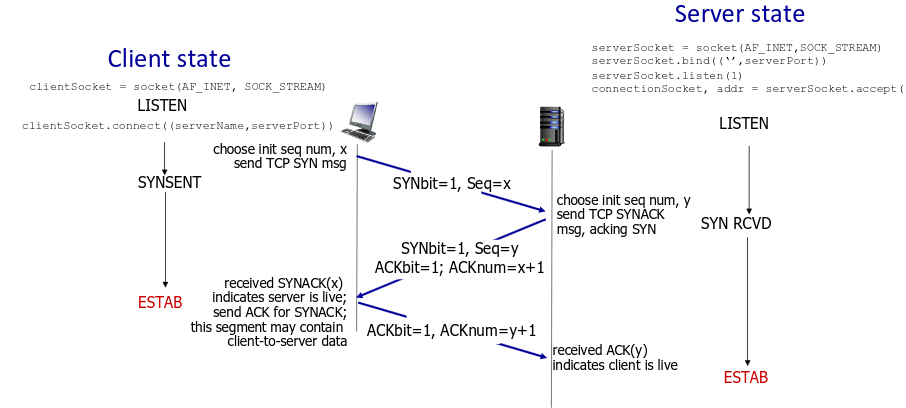 Server state
Client state
serverSocket = socket(AF_INET,SOCK_STREAM)
serverSocket.bind((‘’,serverPort))
serverSocket.listen(1)
connectionSocket, addr = serverSocket.accept(
clientSocket = socket(AF_INET, SOCK_STREAM)
LISTEN
clientSocket.connect((serverName,serverPort))
LISTEN
choose init seq num, x
send TCP SYN msg
SYNSENT
SYNbit=1, Seq=x
choose init seq num, y
send TCP SYNACK
msg, acking SYN
SYN RCVD
SYNbit=1, Seq=y
ACKbit=1; ACKnum=x+1
received SYNACK(x)
indicates server is live;
send ACK for SYNACK;
this segment may contain
client-to-server data
ESTAB
ACKbit=1, ACKnum=y+1
received ACK(y)
indicates client is live
ESTAB